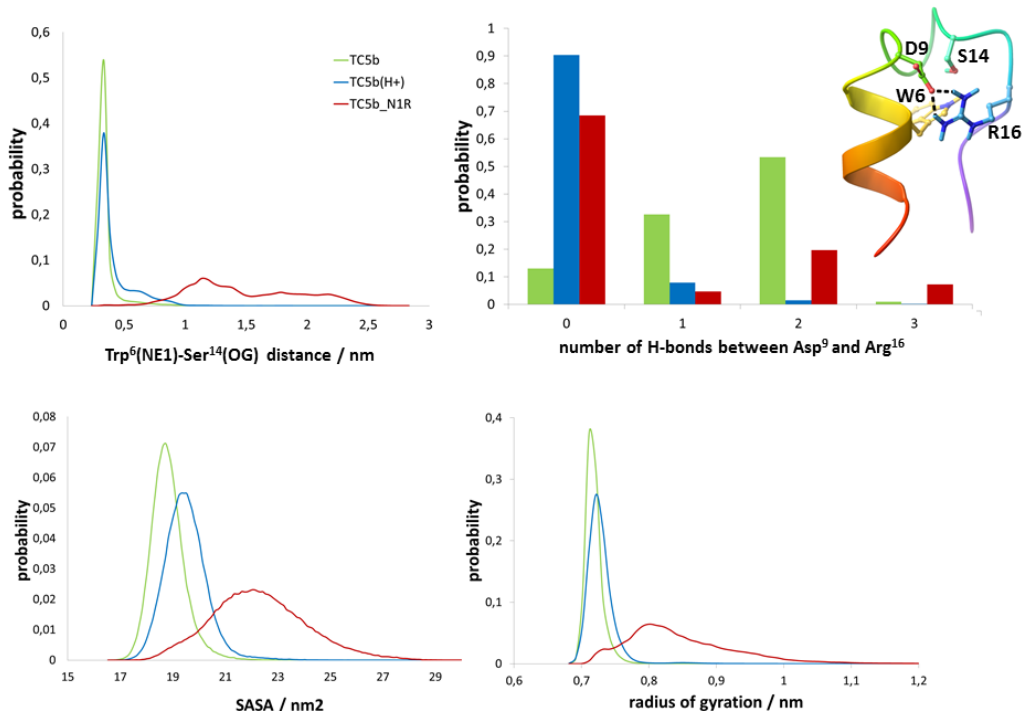 0,6
0,5
0,4
0,3
0,2
0,1
0
probability
TC5b
TC5b(H+)
TC5b_N1R
0 0,5 1 1,5 2 2,5 3
Trp⁶(NE1)-Ser¹⁴(OG) distance / nm
1
0,9
0,8
0,7
0,6
0,5
0,4
0,3
0,2
0,1
0
probability
D9
S14
W6
R16
0 1 2 3
number of H-bonds between Asp⁹ and Arg¹⁶
0,08
0,07
0,06
0,05
0,04
0,03
0,02
0,01
0
probability
15 17 19 21 23 25 27 29
SASA / nm2
0,4
0,3
0,2
0,1
0
probability
0,6 0,7 0,8 0,9 1 1,1 1,2
radius of gyration / nm